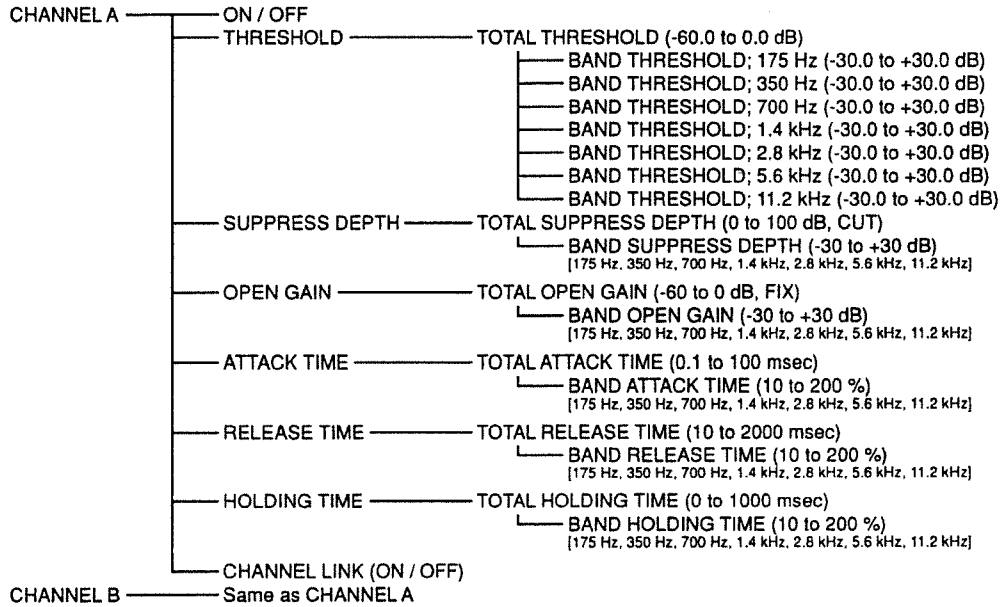 CHANNEL A ON / OFF
THRESHOLD TOTAL THRESHOLD (-60.0 to 0.0 dB)
BAND THRESHOLD; 175 Hz (-30.0 to +30.0 dB)
BAND THRESHOLD; 350 Hz (-30.0 to +30.0 dB)
BAND THRESHOLD; 700 Hz (-30.0 to +30.0 dB)
BAND THRESHOLD; 1.4 kHz (-30.0 to +30.0 dB)
BAND THRESHOLD; 2.8 kHz (-30.0 to +30.0 dB)
BAND THRESHOLD; 5.6 kHz (-30.0 to +30.0 dB)
BAND THRESHOLD; 11.2 kHz (-30.0 to +30.0 dB)
SUPPRESS DEPTH TOTAL SUPPRESS DEPTH (0 to 100 dB, CUT)
BAND SUPPRESS DEPTH (-30 to +30 dB)
[175 Hz, 350 Hz, 700 Hz, 1.4 kHz, 2.8 kHz, 5.6 kHz, 11.2 kHz]
OPEN GAIN TOTAL OPEN GAIN (-60 to 0 dB, FIX)
BAND OPEN GAIN (-30 to +30 dB)
[175 Hz, 350 Hz, 700 Hz, 1.4 kHz, 2.8 kHz, 5.6 kHz, 11.2 kHz]
ATTACK TIME TOTAL ATTACK TIME (0.1 to 100 msec)
BAND ATTACK TIME (10 to 200 %)
[175 Hz, 350 Hz, 700 Hz, 1.4 kHz, 2.8 kHz, 5.6 kHz, 11.2 kHz]
RELEASE TIME TOTAL RELEASE TIME (10 to 2000 msec)
BAND RELEASE TIME (10 to 200 %)
[175 Hz, 350 Hz, 700 Hz, 1.4 kHz, 2.8 kHz, 5.6 kHz, 11.2 kHz]
HOLDING TIME TOTAL HOLDING TIME (0 to 1000 msec)
BAND HOLDING TIME (10 to 200 %)
[175 Hz, 350 Hz, 700 Hz, 1.4 kHz, 2.8 kHz, 5.6 kHz, 11.2 kHz]
CHANNEL LINK (ON / OFF)
CHANNEL B Same as CHANNEL A